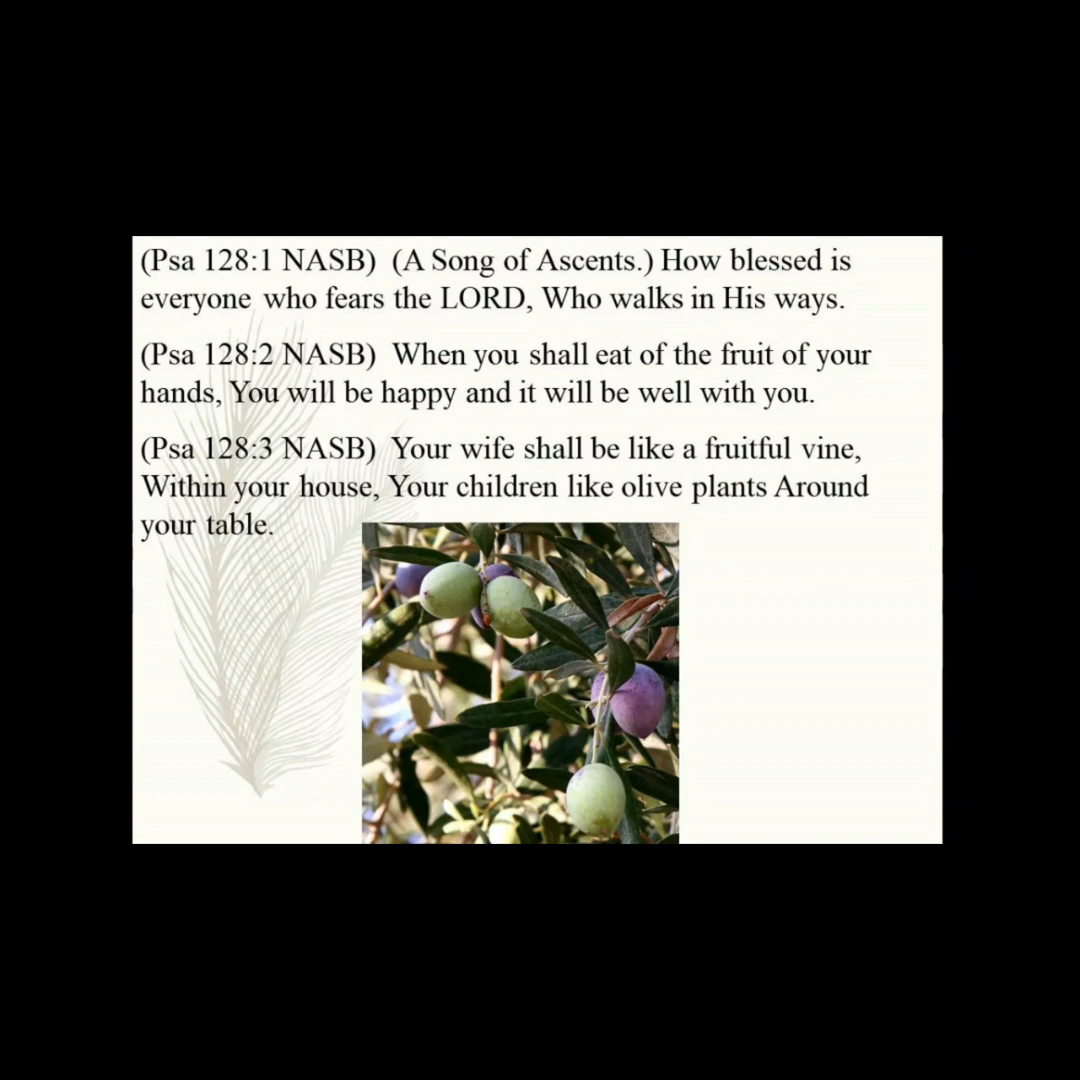 (Psa 128:1 NASB) (A Song of Ascents.) How blessed is
everyone who fears the LORD, Who walks in His ways.
(Psa 128:2 NASB) When you shall eat of the fruit of your
hands, You will be happy and it will be well with you.
(Psa 128:3 NASB) Your wife shall be like a fruitful vine,
Within your house, Your children like olive plants Around
your table.